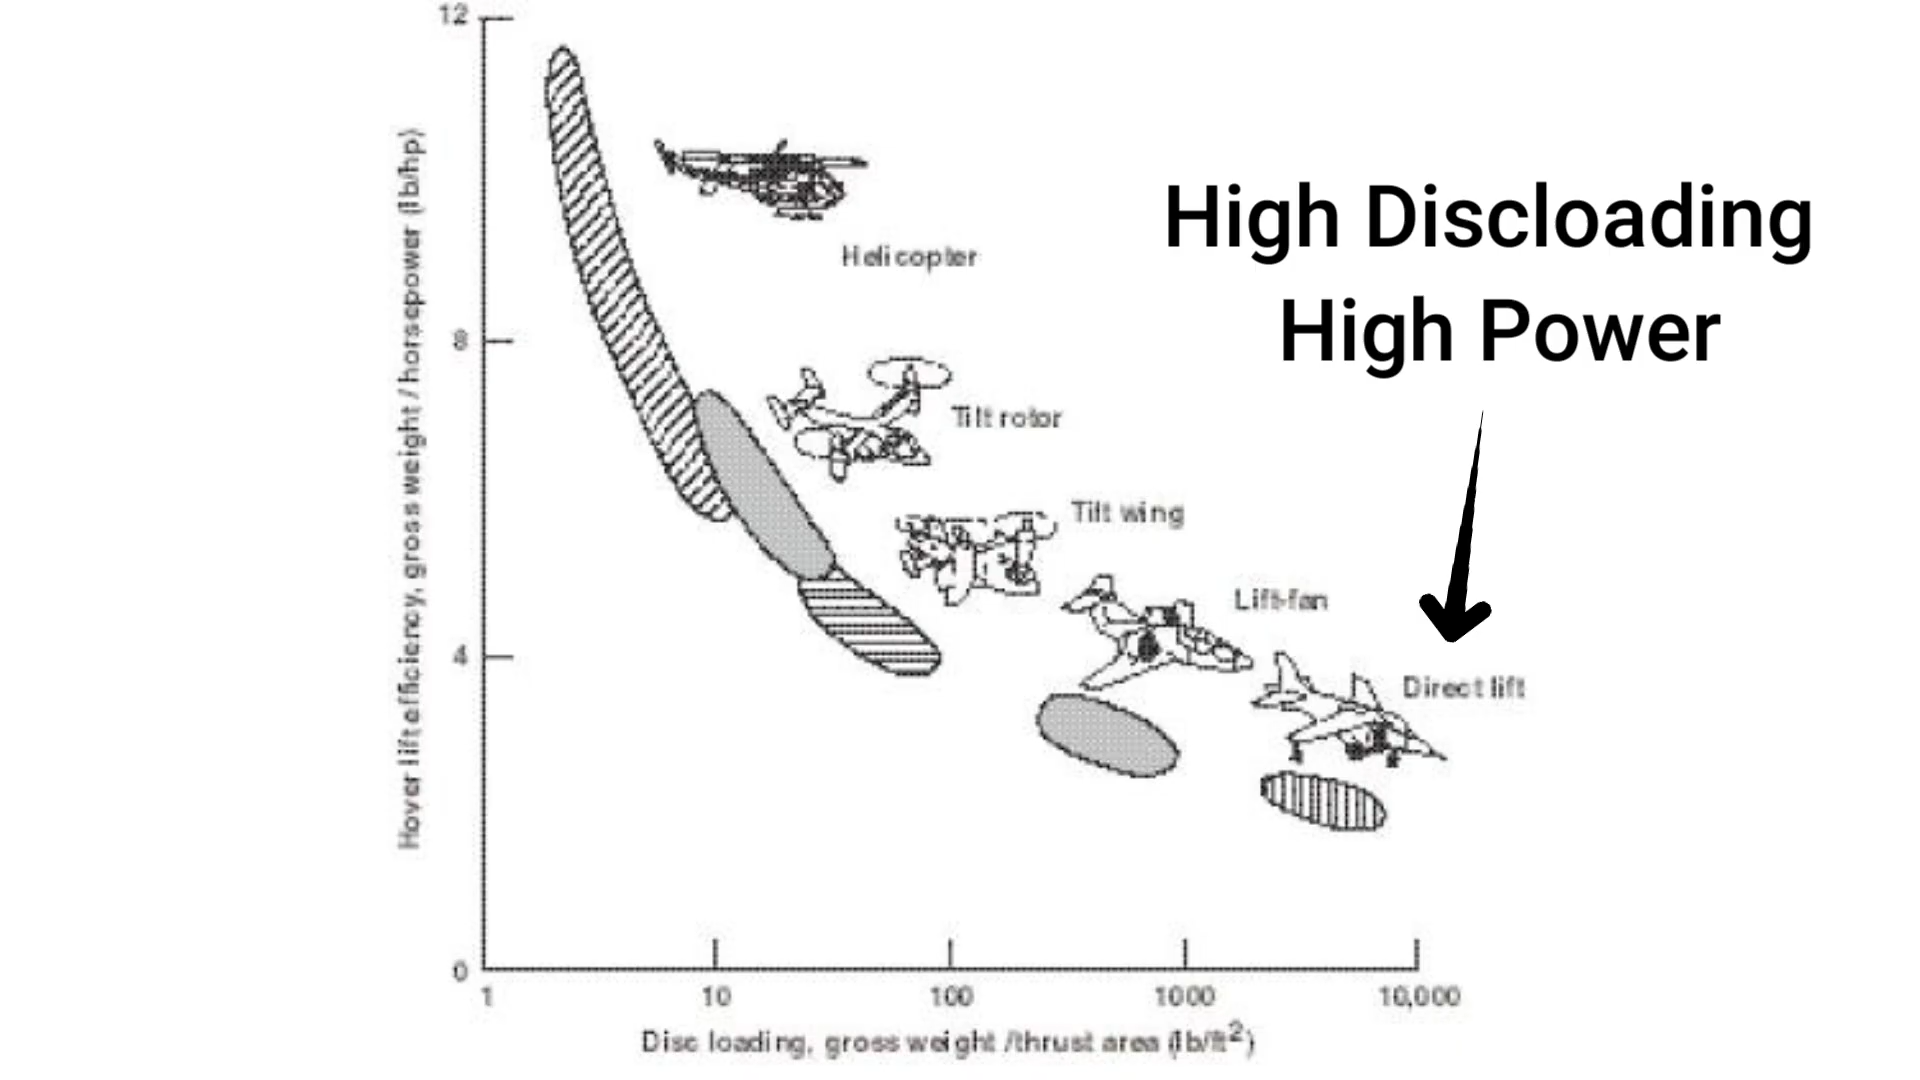 12
High Discloading
Helicopter
High Power
8
Tilt rotor
Tilt wing
Lift-fan
4
Direct lift
0
1
10
100
1000
10,000
Disc loading, gross weight /thrust area (lb/ft²)
Hover lift efficiency, gross weight / horsepower (lb/hp)